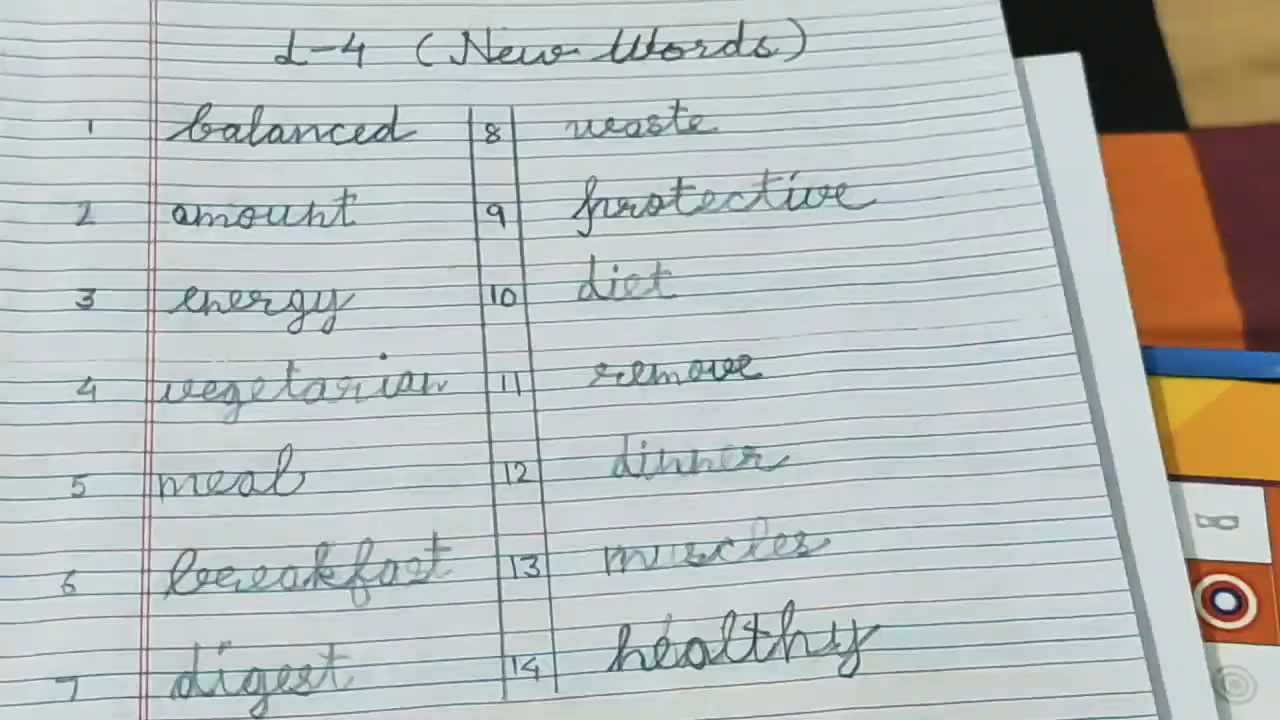 L-4 (New Words)
1 balanced 8 waste
2 amount 9 protective
3 energy 10 diet
4 vegetarian 11 remove
5 meal 12 dinner
6 breakfast 13 muscles
7 digest 14 healthy